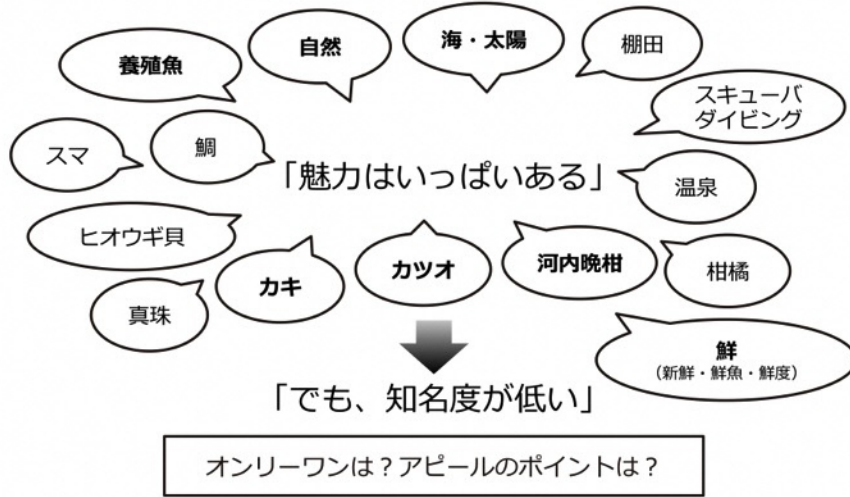 養殖魚
自然
海・太陽
棚田
スキューバ
ダイビング
スマ
鯛
「魅力はいっぱいある」
温泉
ヒオウギ貝
カキ
カツオ
河内晩柑
柑橘
真珠
鮮
(新鮮・鮮魚・鮮度)
「でも、知名度が低い」
オンリーワンは？アピールのポイントは？